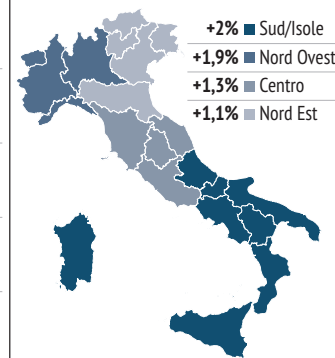 +2% Sud/Isole
+1,9% Nord Ovest
+1,3% Centro
+1,1% Nord Est